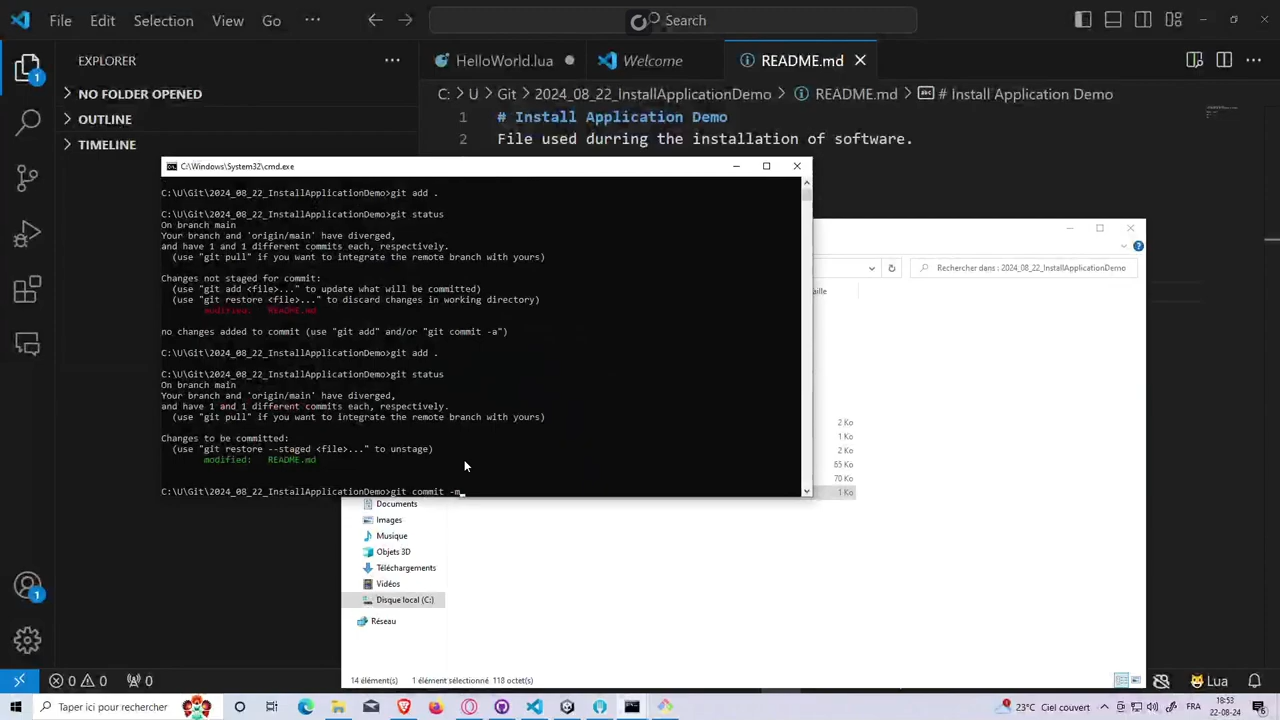 File Edit Selection View Go ··· Search
EXPLORER ···
HelloWorld.lua Welcome README.md
NO FOLDER OPENED
C: > U > Git > 2024_08_22_InstallApplicationDemo > README.md > # Install Application Demo
OUTLINE
1 # Install Application Demo
2 File used durring the installation of software.
TIMELINE
C:\Windows\System32\cmd.exe
C:\U\Git\2024_08_22_InstallApplicationDemo>git add .
C:\U\Git\2024_08_22_InstallApplicationDemo>git status
On branch main
Your branch and 'origin/main' have diverged,
and have 1 and 1 different commits each, respectively.
(use "git pull" if you want to integrate the remote branch with yours)
Changes not staged for commit:
(use "git add <file>..." to update what will be committed)
(use "git restore <file>..." to discard changes in working directory)
modified: README.md
no changes added to commit (use "git add" and/or "git commit -a")
C:\U\Git\2024_08_22_InstallApplicationDemo>git add .
C:\U\Git\2024_08_22_InstallApplicationDemo>git status
On branch main
Your branch and 'origin/main' have diverged,
and have 1 and 1 different commits each, respectively.
(use "git pull" if you want to integrate the remote branch with yours)
Changes to be committed:
(use "git restore --staged <file>..." to unstage)
modified: README.md
C:\U\Git\2024_08_22_InstallApplicationDemo>git commit -m_
Rechercher dans : 2024_08_22_InstallApplicationDemo
aille
2 Ko
1 Ko
2 Ko
65 Ko
70 Ko
1 Ko
Documents
Images
Musique
Objets 3D
Téléchargements
Vidéos
Disque local (C:)
Réseau
14 élément(s) 1 élément sélectionné 118 octet(s)
1
1
0 0 0 Lua
Taper ici pour rechercher
23°C Ciel couvert FRA 18:53
22-08-24